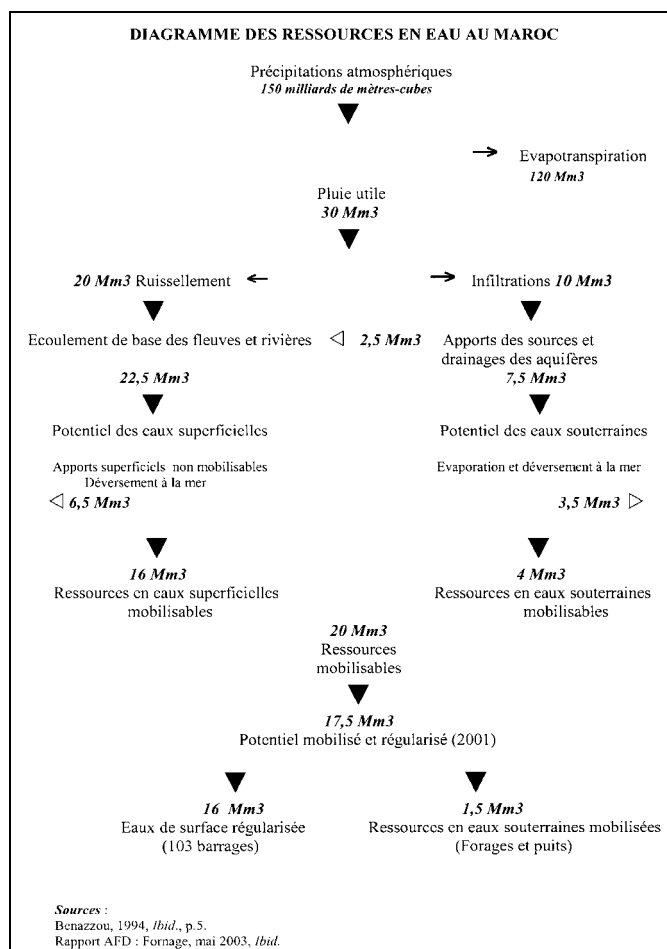 DIAGRAMME DES RESSOURCES EN EAU AU MAROC
Précipitations atmosphériques
150 milliards de mètres-cubes
Evapotranspiration
120 Mm3
Pluie utile
30 Mm3
20 Mm3 Ruissellement
Infiltrations 10 Mm3
Ecoulement de base des fleuves et rivières
2,5 Mm3
Apports des sources et
drainages des aquifères
22,5 Mm3
7,5 Mm3
Potentiel des eaux superficielles
Potentiel des eaux souterraines
Apports superficiels non mobilisables
Déversement à la mer
Evaporation et déversement à la mer
6,5 Mm3
3,5 Mm3
16 Mm3
Ressources en eaux superficielles
mobilisables
4 Mm3
Ressources en eaux souterraines
mobilisables
20 Mm3
Ressources
mobilisables
17,5 Mm3
Potentiel mobilisé et régularisé (2001)
16 Mm3
Eaux de surface régularisée
(103 barrages)
1,5 Mm3
Ressources en eaux souterraines mobilisées
(Forages et puits)
Sources :
Benazzou, 1994, Ibid., p.5.
Rapport AFD : Fornage, mai 2003, Ibid.